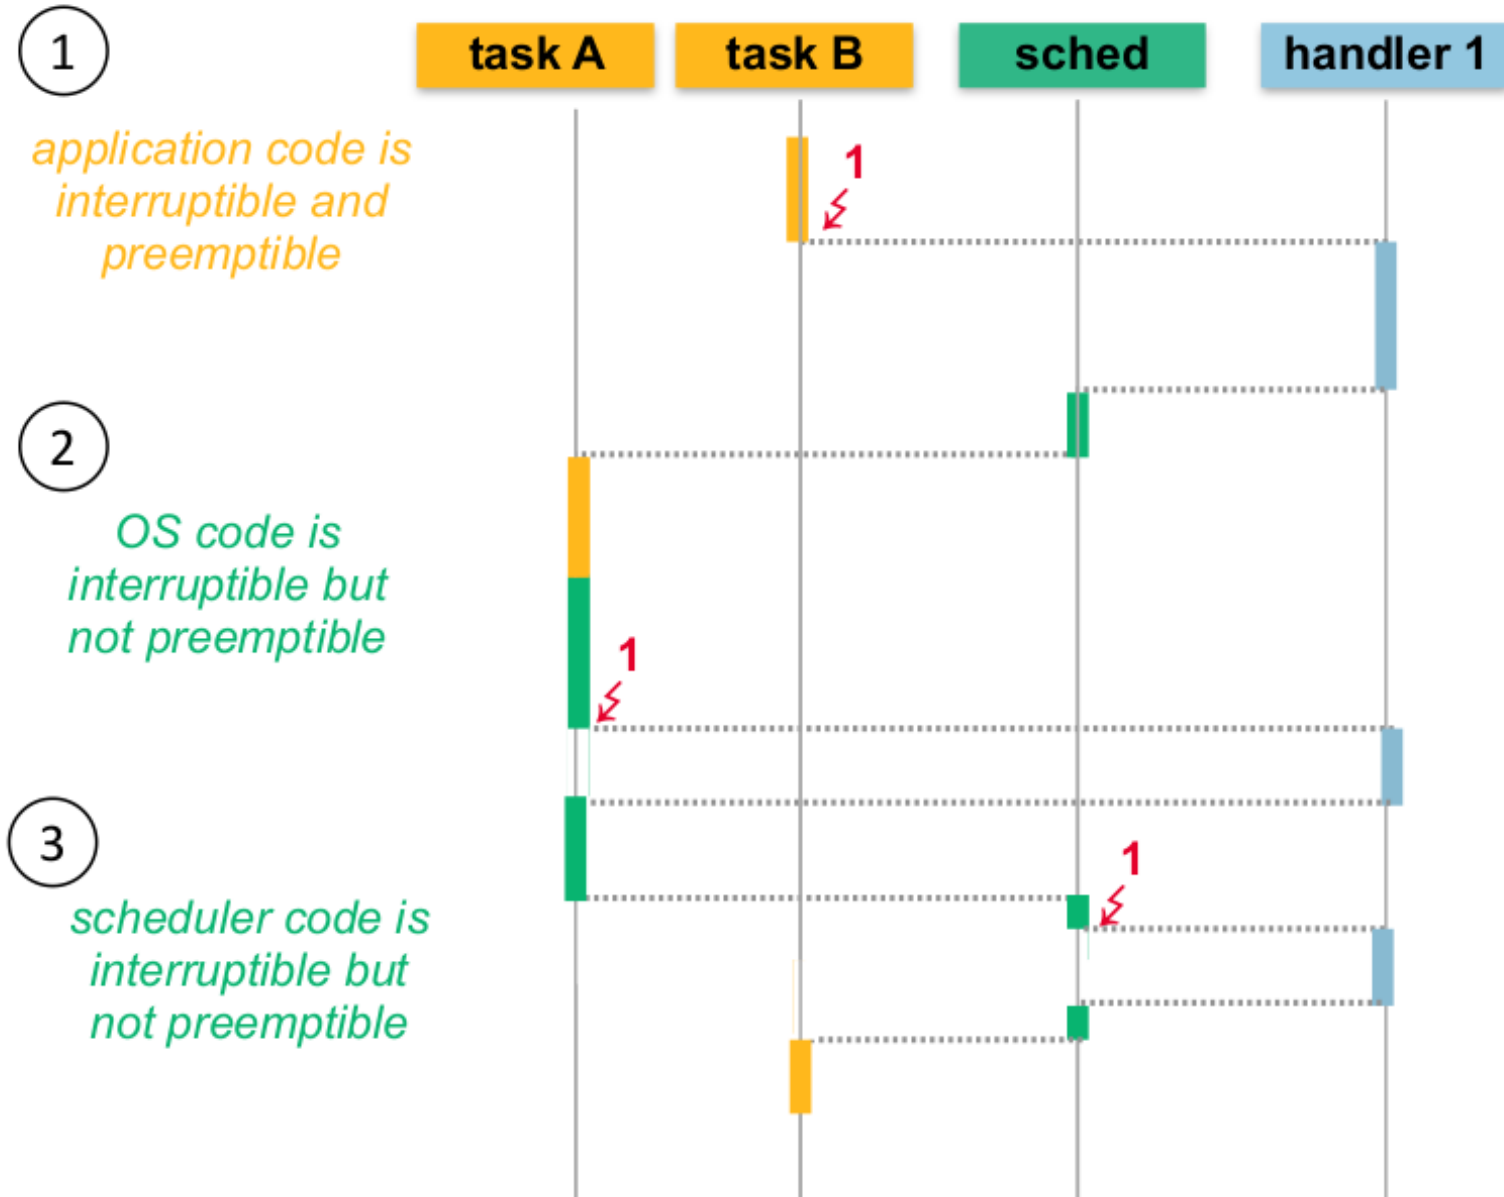 1
task A
task B
sched
handler 1
application code is
interruptible and
preemptible
1
2
OS code is
interruptible but
not preemptible
1
3
scheduler code is
interruptible but
not preemptible
1